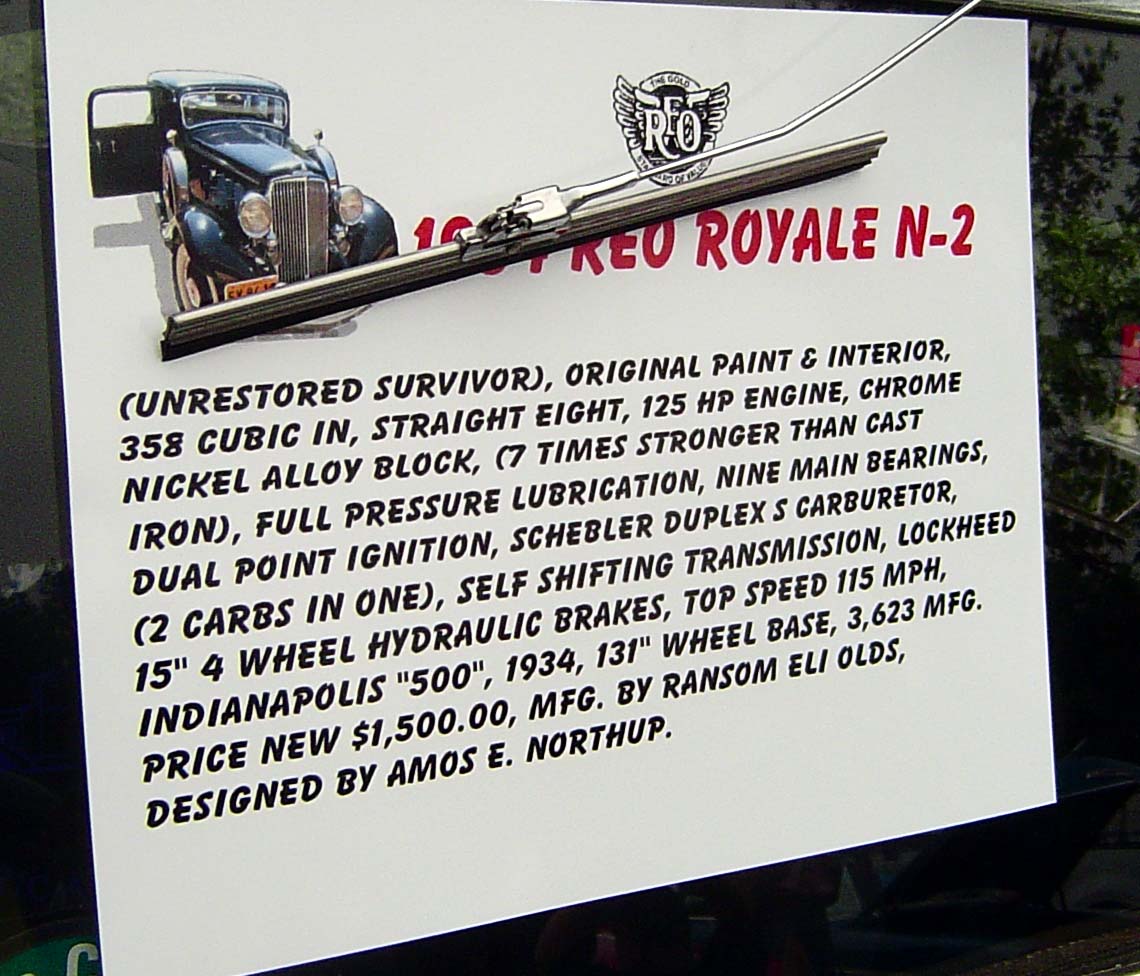 THE GOLD
REO
STANDARD OF VALUE
REO ROYALE N-2
(UNRESTORED SURVIVOR), ORIGINAL PAINT & INTERIOR,
358 CUBIC IN, STRAIGHT EIGHT, 125 HP ENGINE, CHROME
NICKEL ALLOY BLOCK, (7 TIMES STRONGER THAN CAST
IRON), FULL PRESSURE LUBRICATION, NINE MAIN BEARINGS,
DUAL POINT IGNITION, SCHEBLER DUPLEX S CARBURETOR,
(2 CARBS IN ONE), SELF SHIFTING TRANSMISSION, LOCKHEED
15" 4 WHEEL HYDRAULIC BRAKES, TOP SPEED 115 MPH,
INDIANAPOLIS "500", 1934, 131" WHEEL BASE, 3,623 MFG.
PRICE NEW $1,500.00, MFG. BY RANSOM ELI OLDS,
DESIGNED BY AMOS E. NORTHUP.